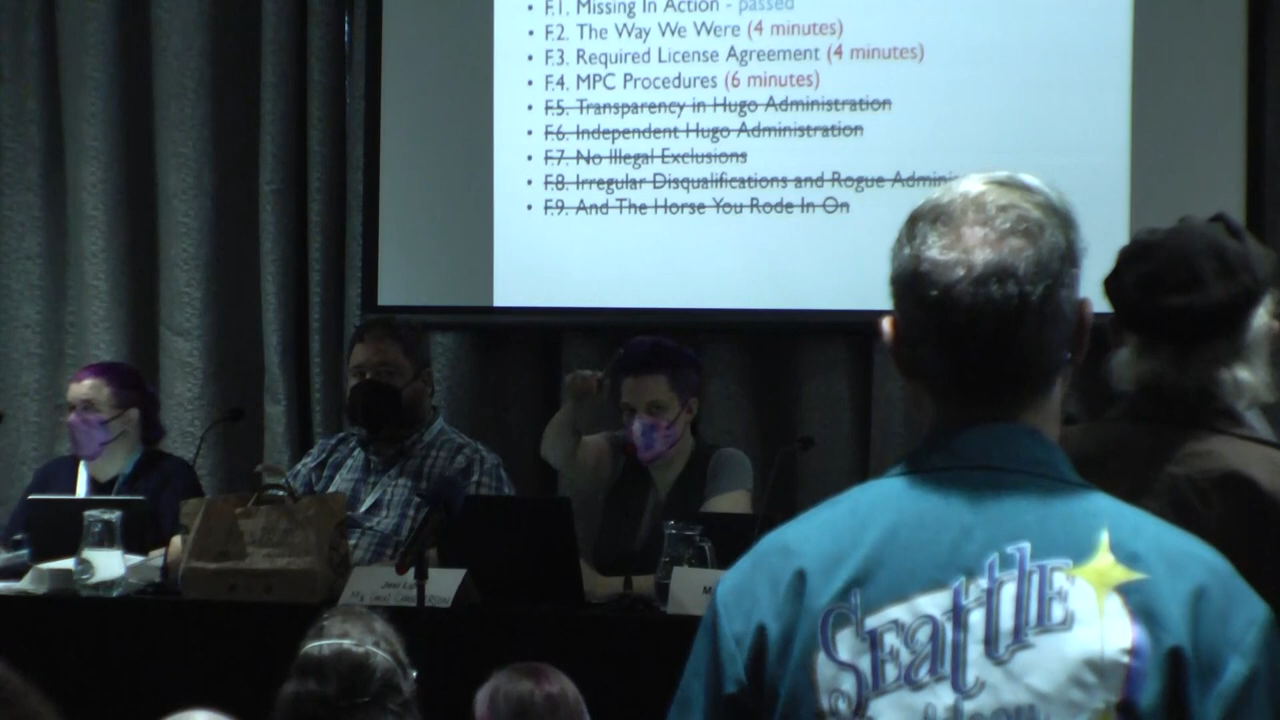 • F.1. Missing In Action - passed
• F.2. The Way We Were (4 minutes)
• F.3. Required License Agreement (4 minutes)
• F.4. MPC Procedures (6 minutes)
• F.5. Transparency in Hugo Administration
• F.6. Independent Hugo Administration
• F.7. No Illegal Exclusions
• F.8. Irregular Disqualifications and Rogue
• F.9. And The Horse You Rode In On
Seattle